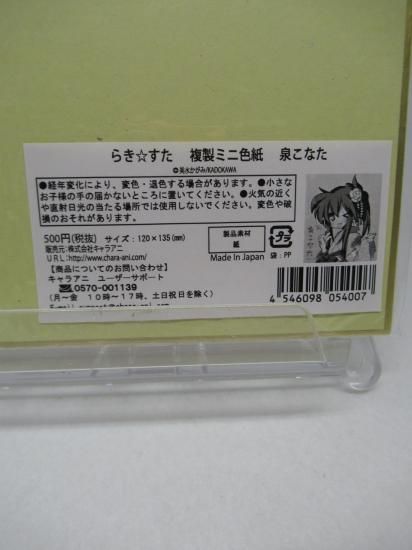 らき☆すた　複製ミニ色紙　泉こなた
©美水かがみ/KADOKAWA
●経年変化により、変色・退色する場合があります。●小さな
お子様の手の届かないところに置いてください。●火気の近く
や直射日光の当たる場所では使用しないでください。変色や破
損のおそれがあります。
500円(税抜) サイズ：120×135(mm)
販売元：株式会社キャラアニ
URL：http://www.chara-ani.com/
【商品についてのお問い合わせ】
キャラアニ ユーザーサポート
0570-001139
(月～金 10時～17時、土日祝日を除く)
製品素材
紙
Made in Japan
プラ
袋：PP
4 546098 054007